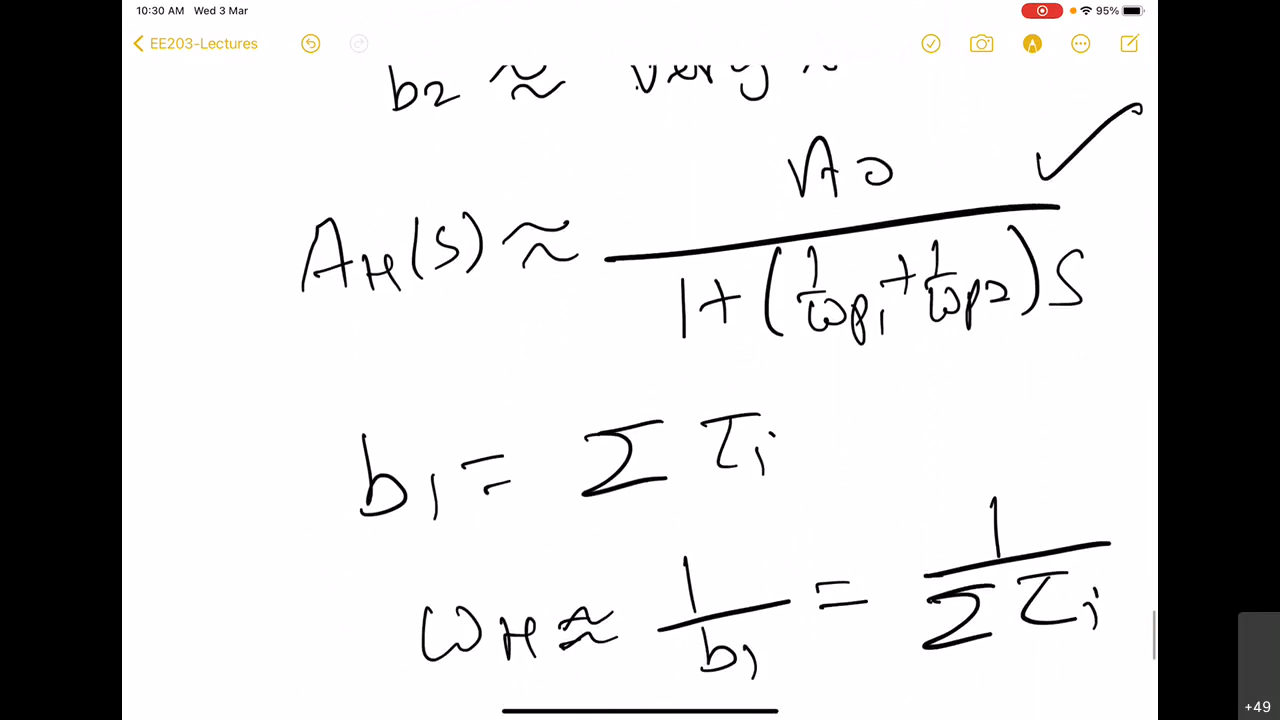 10:30 AM Wed 3 Mar 95%
EE203-Lectures
b2 ≈ very
A0
AH(s) ≈
1 + (1/ωp1 + 1/ωp2) S
b1 = Σ τi
ωH ≈ 1/b1 = 1/Σ τi
+49